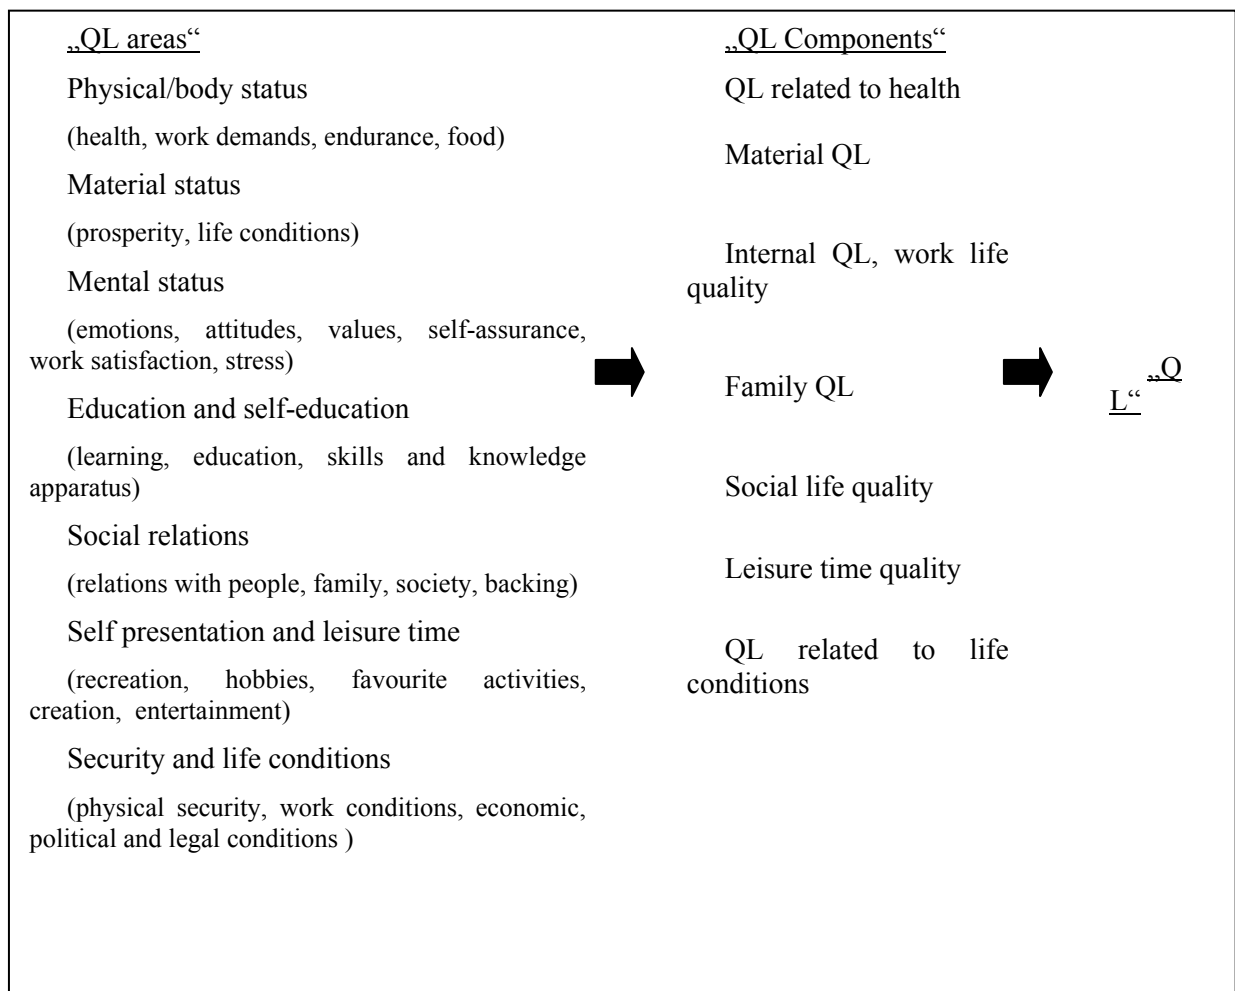 „QL areas“
Physical/body status
(health, work demands, endurance, food)
Material status
(prosperity, life conditions)
Mental status
(emotions, attitudes, values, self-assurance,
work satisfaction, stress)
Education and self-education
(learning, education, skills and knowledge
apparatus)
Social relations
(relations with people, family, society, backing)
Self presentation and leisure time
(recreation, hobbies, favourite activities,
creation, entertainment)
Security and life conditions
(physical security, work conditions, economic,
political and legal conditions )
„QL Components“
QL related to health
Material QL
Internal QL, work life
quality
Family QL
Social life quality
Leisure time quality
QL related to life
conditions
„Q
L“